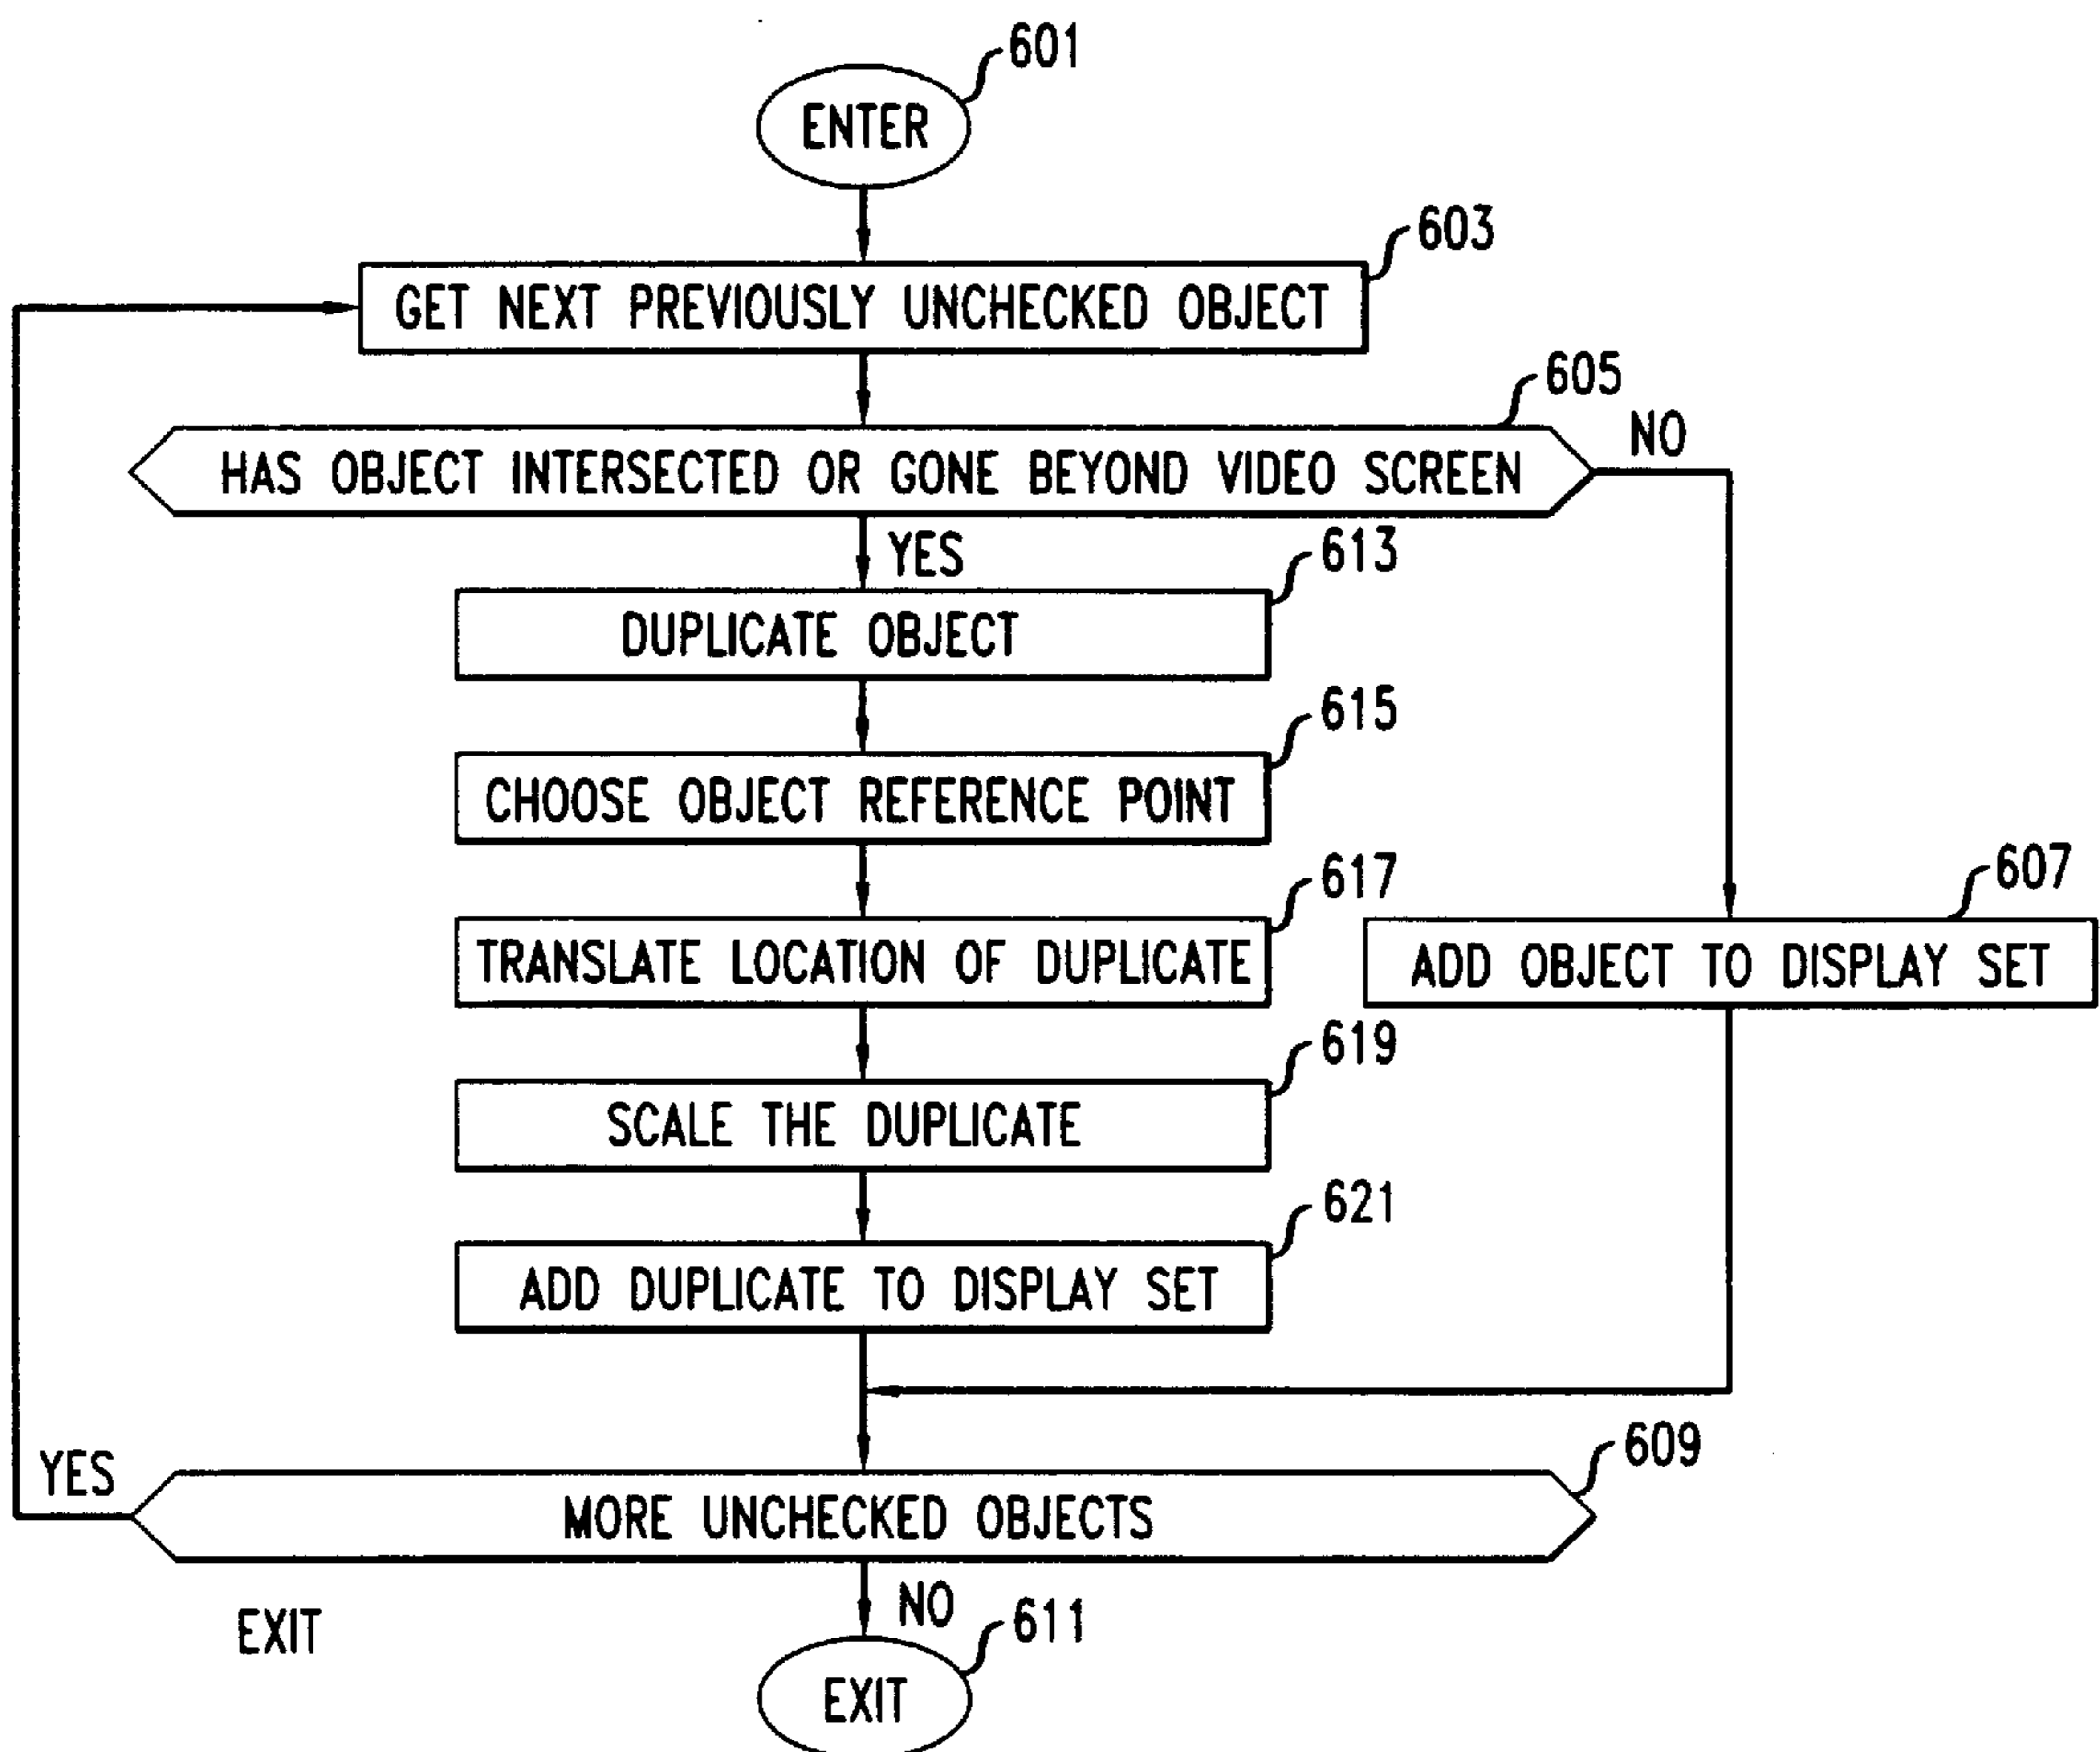 601
ENTER
603
GET NEXT PREVIOUSLY UNCHECKED OBJECT
605
HAS OBJECT INTERSECTED OR GONE BEYOND VIDEO SCREEN
NO
YES
613
DUPLICATE OBJECT
615
CHOOSE OBJECT REFERENCE POINT
617
TRANSLATE LOCATION OF DUPLICATE
607
ADD OBJECT TO DISPLAY SET
619
SCALE THE DUPLICATE
621
ADD DUPLICATE TO DISPLAY SET
609
YES
MORE UNCHECKED OBJECTS
NO
EXIT
611
EXIT